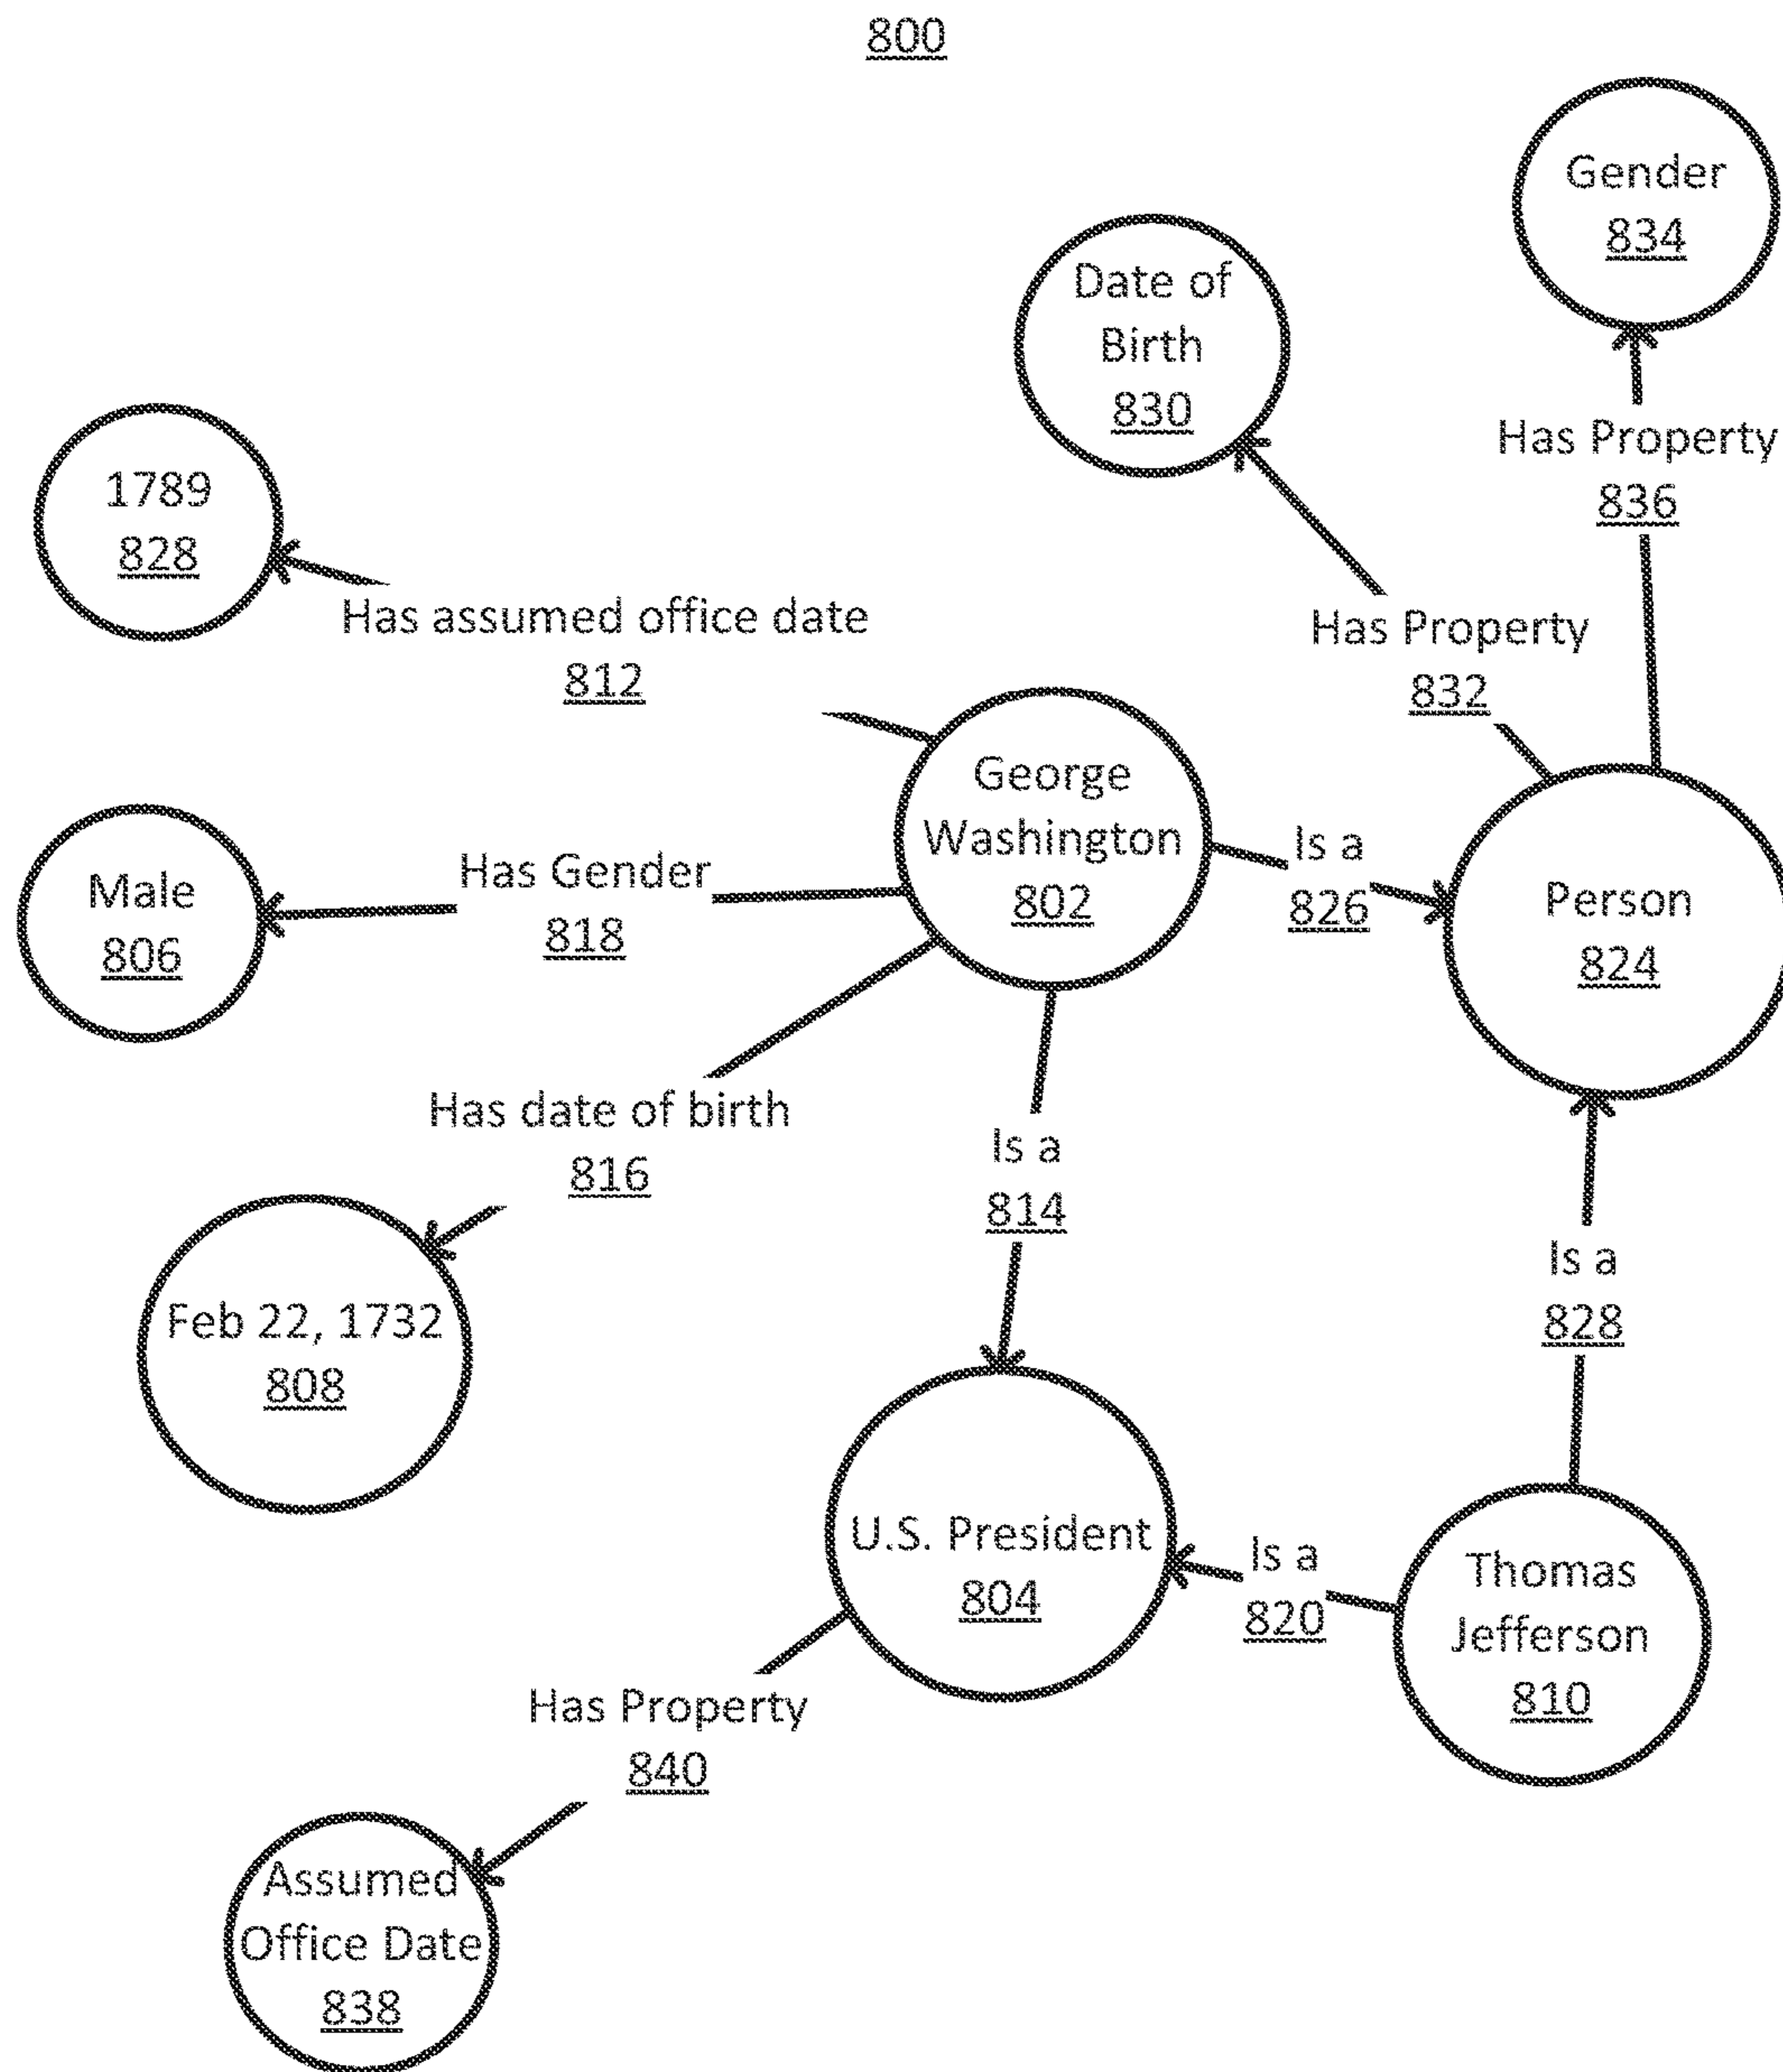 800
Gender
834
Date of
Birth
830
Has Property
836
1789
828
Has assumed office date
812
Has Property
832
George
Washington
802
Is a
826
Person
824
Male
806
Has Gender
818
Has date of birth
816
Is a
814
Is a
828
Feb 22, 1732
808
U.S. President
804
Is a
820
Thomas
Jefferson
810
Has Property
840
Assumed
Office Date
838